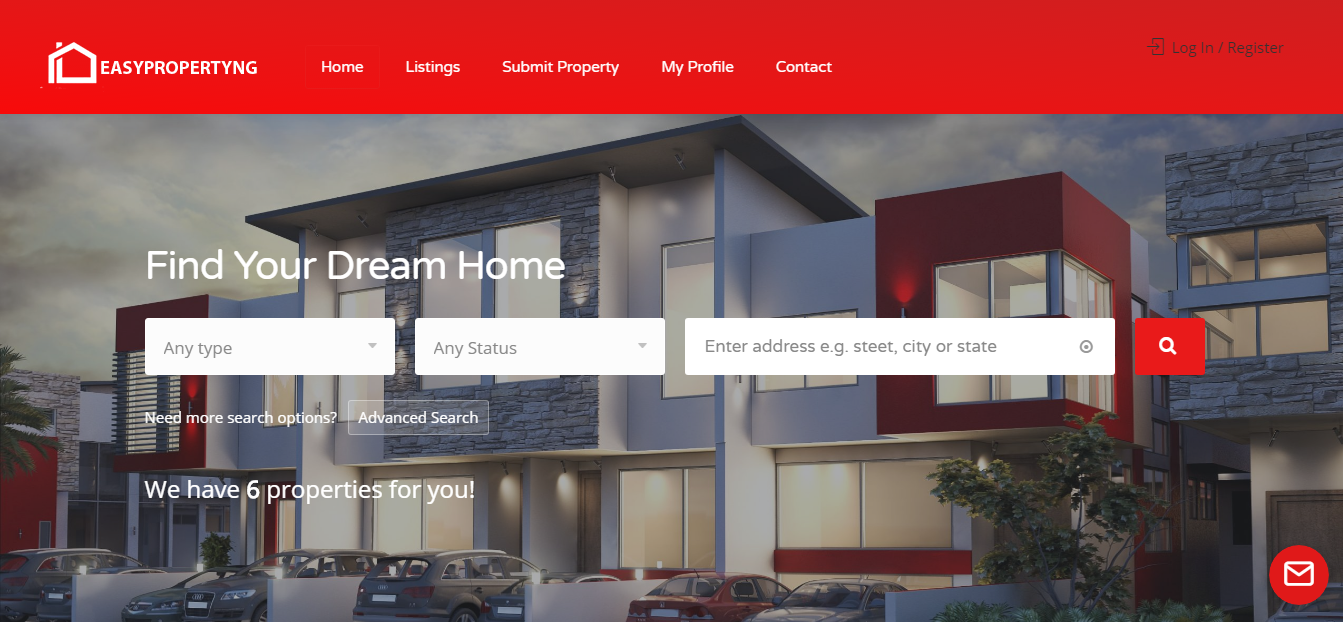 Log In / Register
EASYPROPERTYNG Home Listings Submit Property My Profile Contact
Find Your Dream Home
Any type Any Status Enter address e.g. steet, city or state
Need more search options? Advanced Search
We have 6 properties for you!